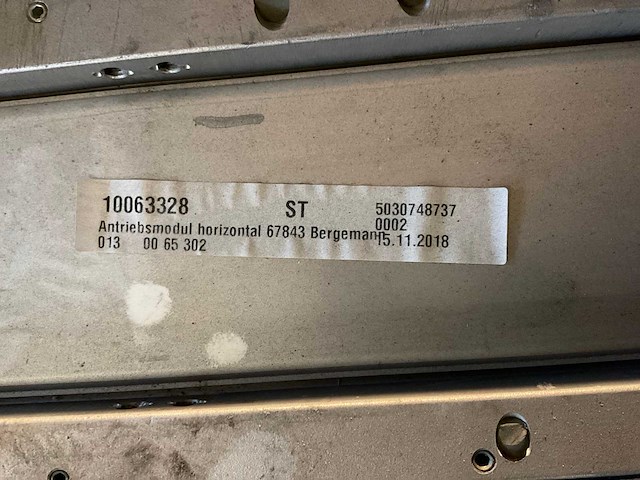 10063328 ST 5030748737
0002
Antriebsmodul horizontal 67843 Bergemann
013 00 65 302 15.11.2018